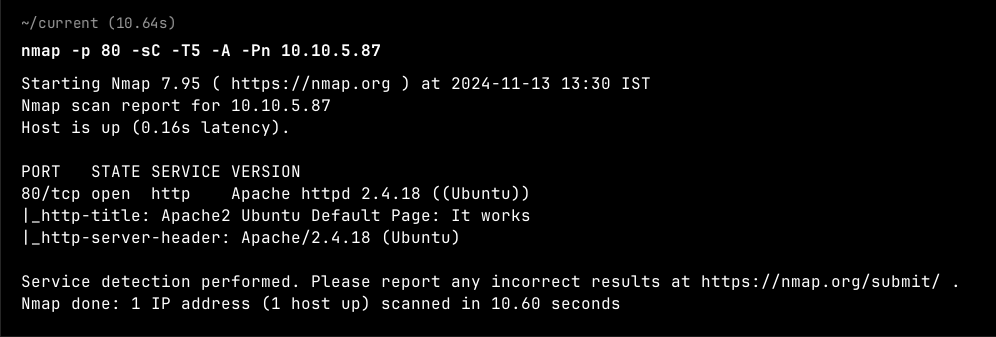 ~/current (10.64s)
nmap -p 80 -sC -T5 -A -Pn 10.10.5.87
Starting Nmap 7.95 ( https://nmap.org ) at 2024-11-13 13:30 IST
Nmap scan report for 10.10.5.87
Host is up (0.16s latency).
PORT   STATE SERVICE VERSION
80/tcp open  http    Apache httpd 2.4.18 ((Ubuntu))
|_http-title: Apache2 Ubuntu Default Page: It works
|_http-server-header: Apache/2.4.18 (Ubuntu)
Service detection performed. Please report any incorrect results at https://nmap.org/submit/ .
Nmap done: 1 IP address (1 host up) scanned in 10.60 seconds